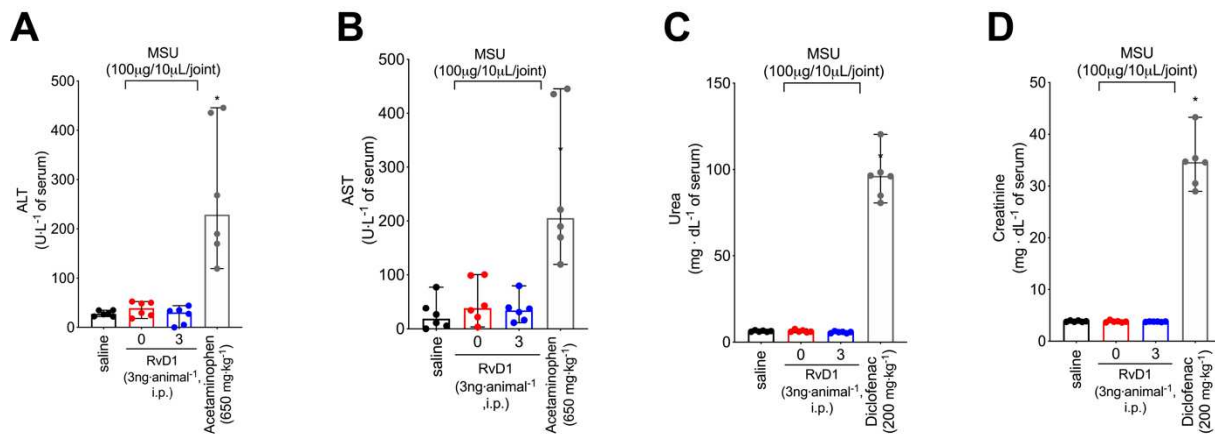 A
MSU
(100µg/10µL/joint)
ALT
(U·L-1 of serum)
500
400
300
200
100
0
*
saline
0
3
RvD1
(3ng·animal-1,
i.p.)
Acetaminophen
(650 mg·kg-1)
B
MSU
(100µg/10µL/joint)
AST
(U·L-1 of serum)
500
400
300
200
100
0
*
saline
0
3
RvD1
(3ng·animal-1
,i.p.)
Acetaminophen
(650 mg·kg-1)
C
MSU
(100µg/10µL/joint)
Urea
(mg · dL-1 of serum)
150
100
50
0
*
saline
0
3
RvD1
(3ng·animal-1,
i.p.)
Diclofenac
(200 mg·kg-1)
D
MSU
(100µg/10µL/joint)
Creatinine
(mg · dL-1 of serum)
50
40
30
20
10
0
*
saline
0
3
RvD1
(3ng·animal-1,
i.p.)
Diclofenac
(200 mg·kg-1)